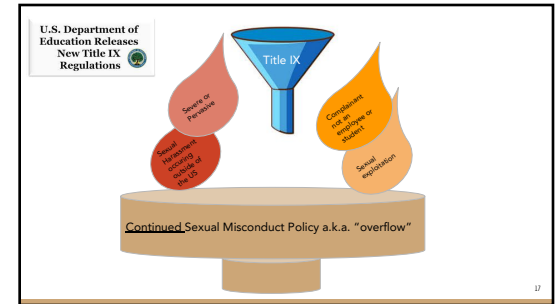 U.S. Department of
Education Releases
New Title IX
Regulations
Title IX
Severe or
Pervasive
Sexual
Harassment
occuring
outside of
the US
Complainant
not an
employee or
student
Sexual
exploitation
Continued Sexual Misconduct Policy a.k.a. “overflow”
17